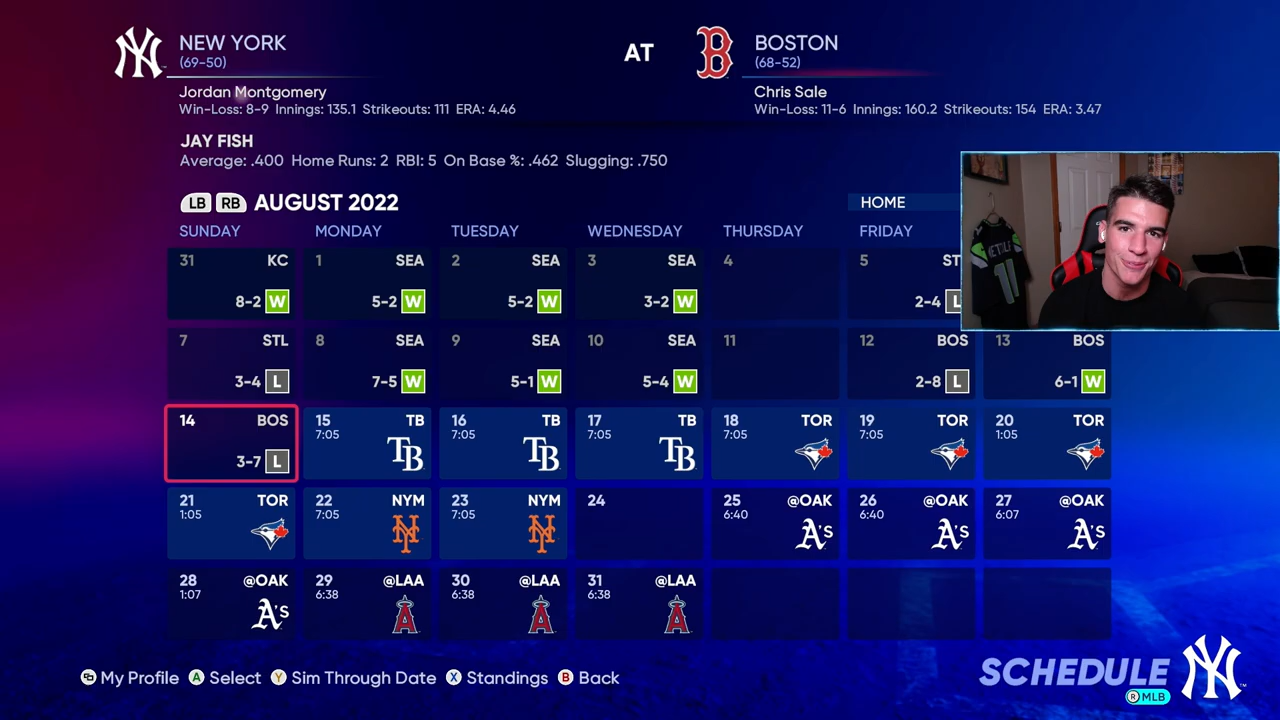 NEW YORK
(69-50)
AT
BOSTON
(68-52)
Jordan Montgomery
Win-Loss: 8-9 Innings: 135.1 Strikeouts: 111 ERA: 4.46
Chris Sale
Win-Loss: 11-6 Innings: 160.2 Strikeouts: 154 ERA: 3.47
JAY FISH
Average: .400 Home Runs: 2 RBI: 5 On Base %: .462 Slugging: .750
LB RB AUGUST 2022
HOME
SUNDAY MONDAY TUESDAY WEDNESDAY THURSDAY FRIDAY
31 KC 1 SEA 2 SEA 3 SEA 4 5 ST
8-2 W 5-2 W 5-2 W 3-2 W 2-4 L
7 STL 8 SEA 9 SEA 10 SEA 11 12 BOS 13 BOS
3-4 L 7-5 W 5-1 W 5-4 W 2-8 L 6-1 W
14 BOS 15 TB 16 TB 17 TB 18 TOR 19 TOR 20 TOR
7:05 7:05 7:05 7:05 7:05 1:05
3-7 L TB TB TB
21 TOR 22 NYM 23 NYM 24 25 @OAK 26 @OAK 27 @OAK
1:05 7:05 7:05 6:40 6:40 6:07
NY NY A's A's A's
28 @OAK 29 @LAA 30 @LAA 31 @LAA
1:07 6:38 6:38 6:38
A's A A A
My Profile A Select Y Sim Through Date X Standings B Back
SCHEDULE NY
R MLB